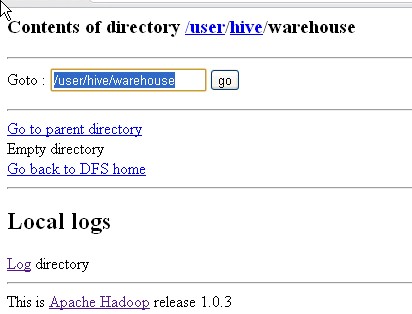 Contents of directory /user/hive/warehouse
Goto : /user/hive/warehouse go
Go to parent directory
Empty directory
Go back to DFS home
Local logs
Log directory
This is Apache Hadoop release 1.0.3